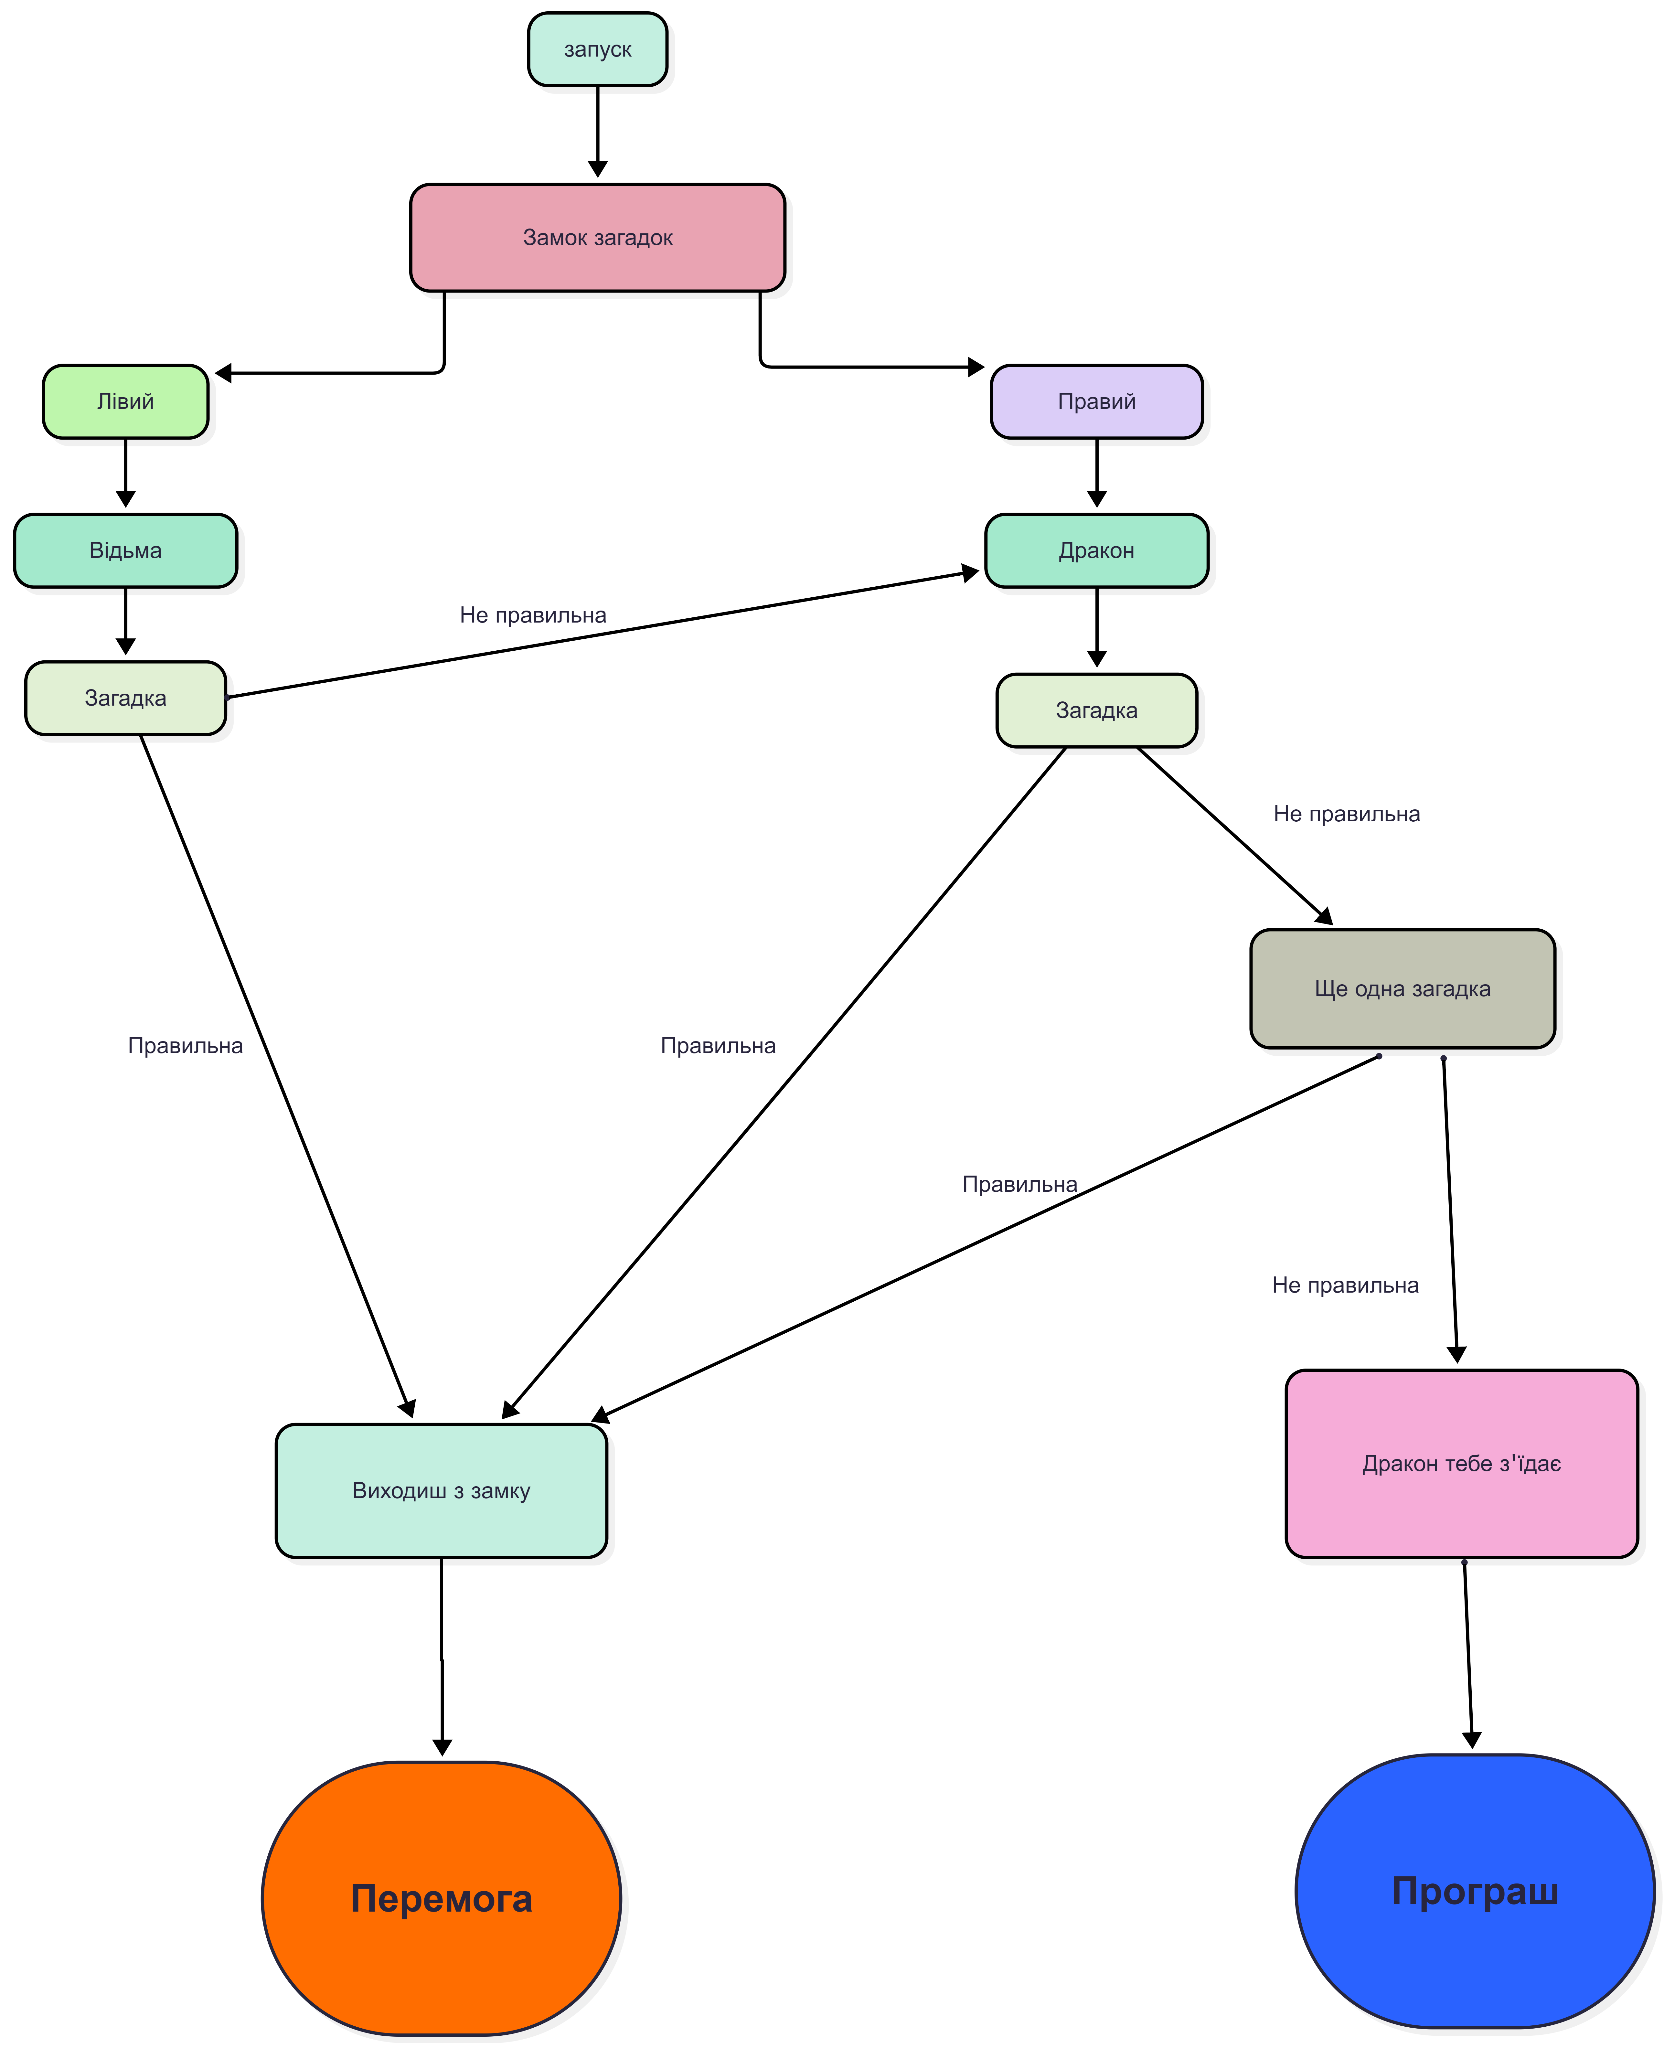 запуск
Замок загадок
Лівий
Правий
Відьма
Дракон
Не правильна
Загадка
Загадка
Не правильна
Ще одна загадка
Правильна
Правильна
Правильна
Не правильна
Дракон тебе з'їдає
Виходиш з замку
Перемога
Програш